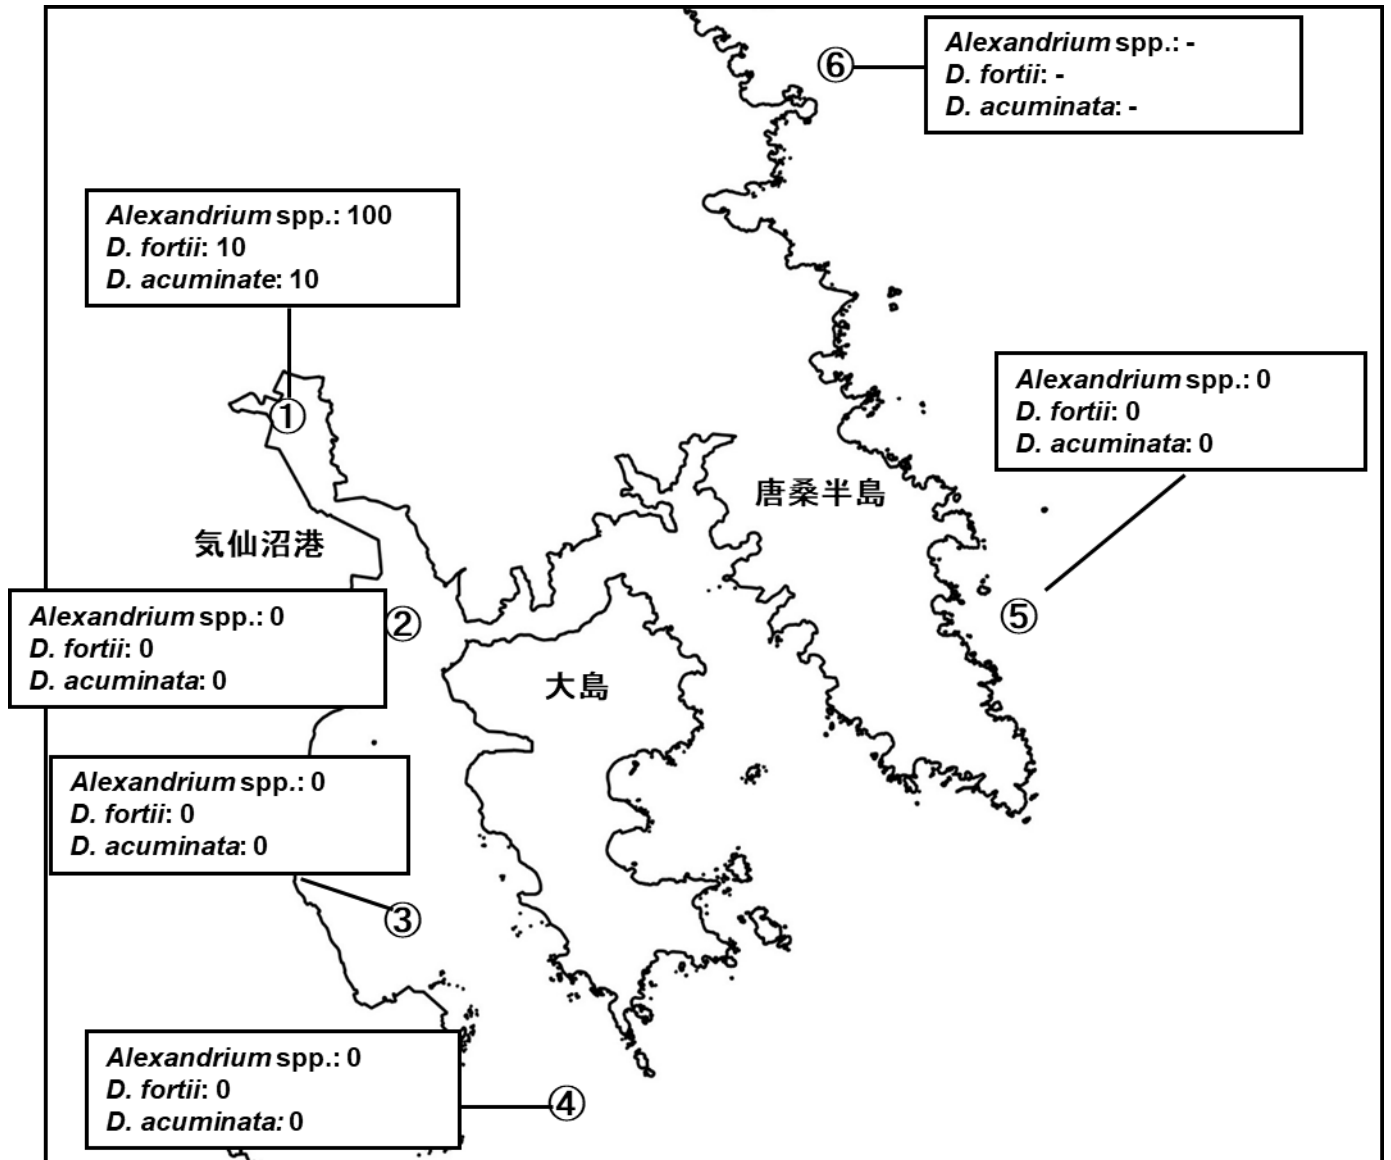 ⑥
Alexandrium spp.: -
D. fortii: -
D. acuminata: -
Alexandrium spp.: 100
D. fortii: 10
D. acuminate: 10
①
Alexandrium spp.: 0
D. fortii: 0
D. acuminata: 0
唐桑半島
気仙沼港
⑤
Alexandrium spp.: 0
D. fortii: 0
D. acuminata: 0
②
大島
Alexandrium spp.: 0
D. fortii: 0
D. acuminata: 0
③
Alexandrium spp.: 0
D. fortii: 0
D. acuminata: 0
④